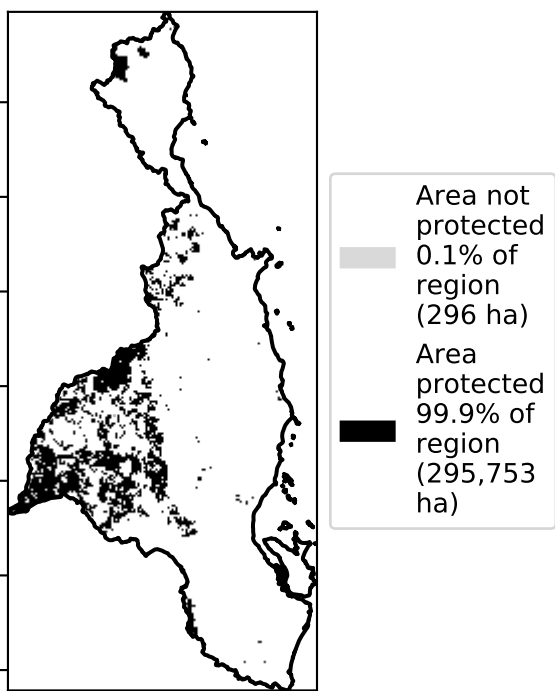 Area not
protected
0.1% of
region
(296 ha)
Area
protected
99.9% of
region
(295,753
ha)